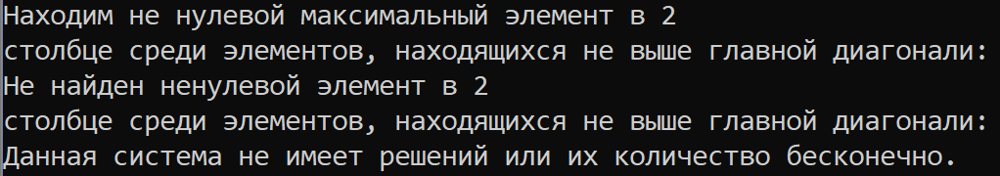 Находим не нулевой максимальный элемент в 2
столбце среди элементов, находящихся не выше главной диагонали:
Не найден ненулевой элемент в 2
столбце среди элементов, находящихся не выше главной диагонали:
Данная система не имеет решений или их количество бесконечно.